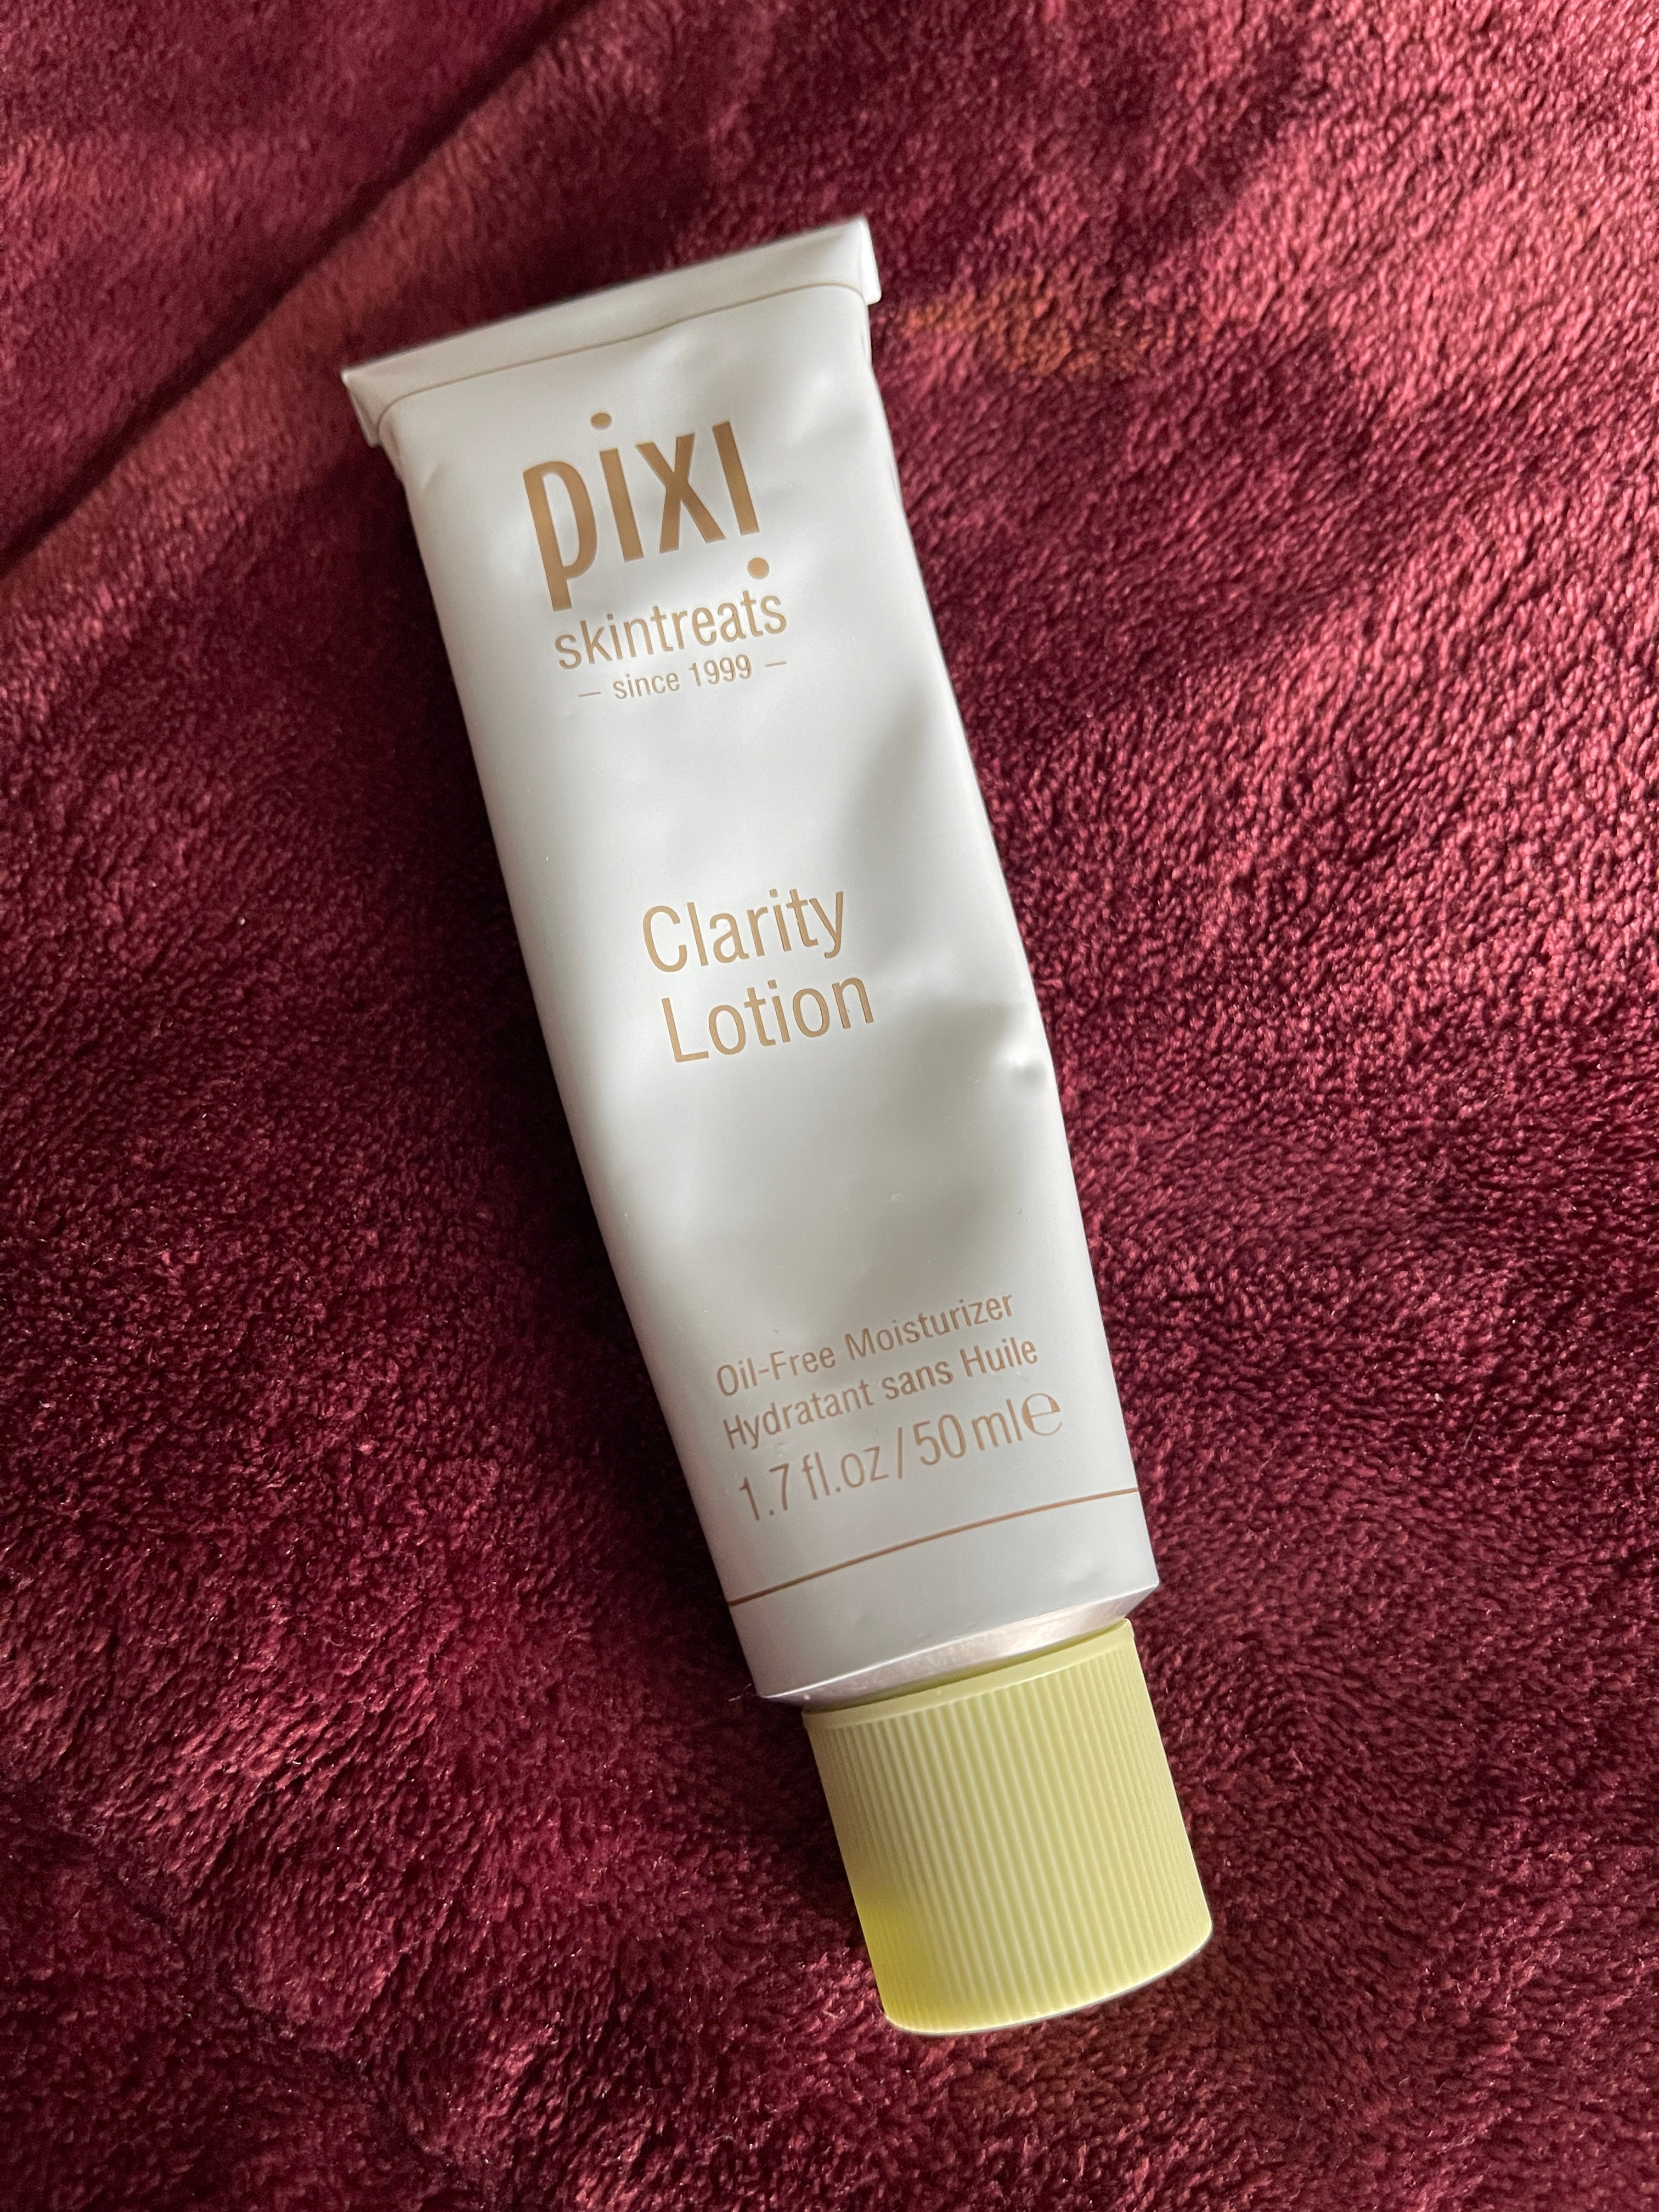 pixi
skintreats
– since 1999 –
Clarity
Lotion
Oil-Free Moisturizer
Hydratant sans Huile
1.7 fl.oz/50 ml℮